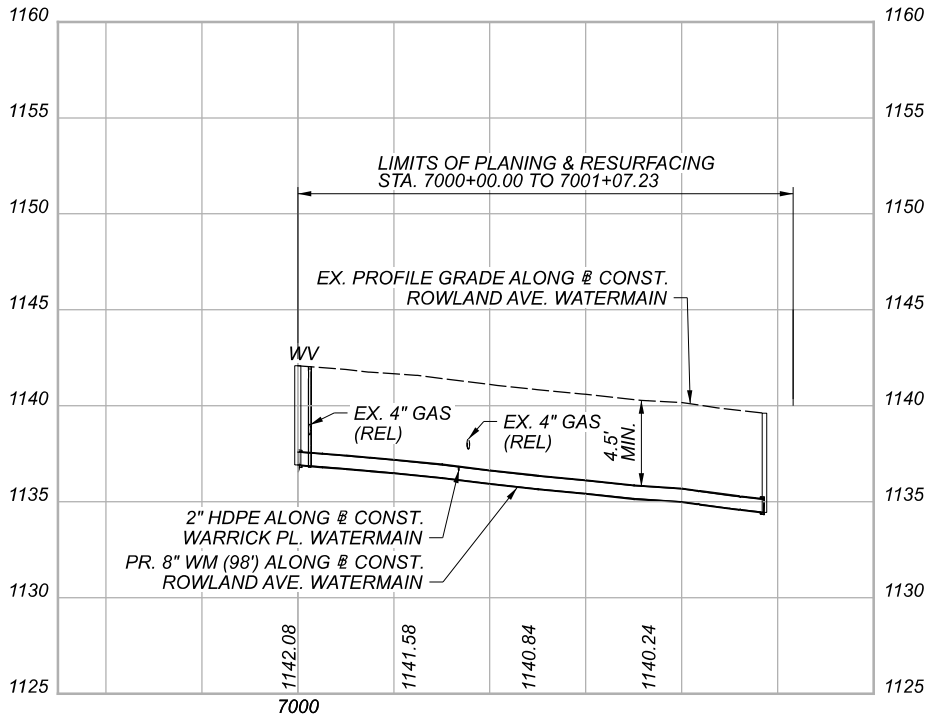 1160 1160
1155 1155
LIMITS OF PLANING & RESURFACING
STA. 7000+00.00 TO 7001+07.23
1150 1150
EX. PROFILE GRADE ALONG ℄ CONST.
ROWLAND AVE. WATERMAIN
1145 1145
WV
1140 1140
EX. 4" GAS
(REL)
EX. 4" GAS
(REL)
4.5'
MIN.
1135 1135
2" HDPE ALONG ℄ CONST.
WARRICK PL. WATERMAIN
PR. 8" WM (98') ALONG ℄ CONST.
ROWLAND AVE. WATERMAIN
1130 1130
1142.08
1141.58
1140.84
1140.24
1125 1125
7000